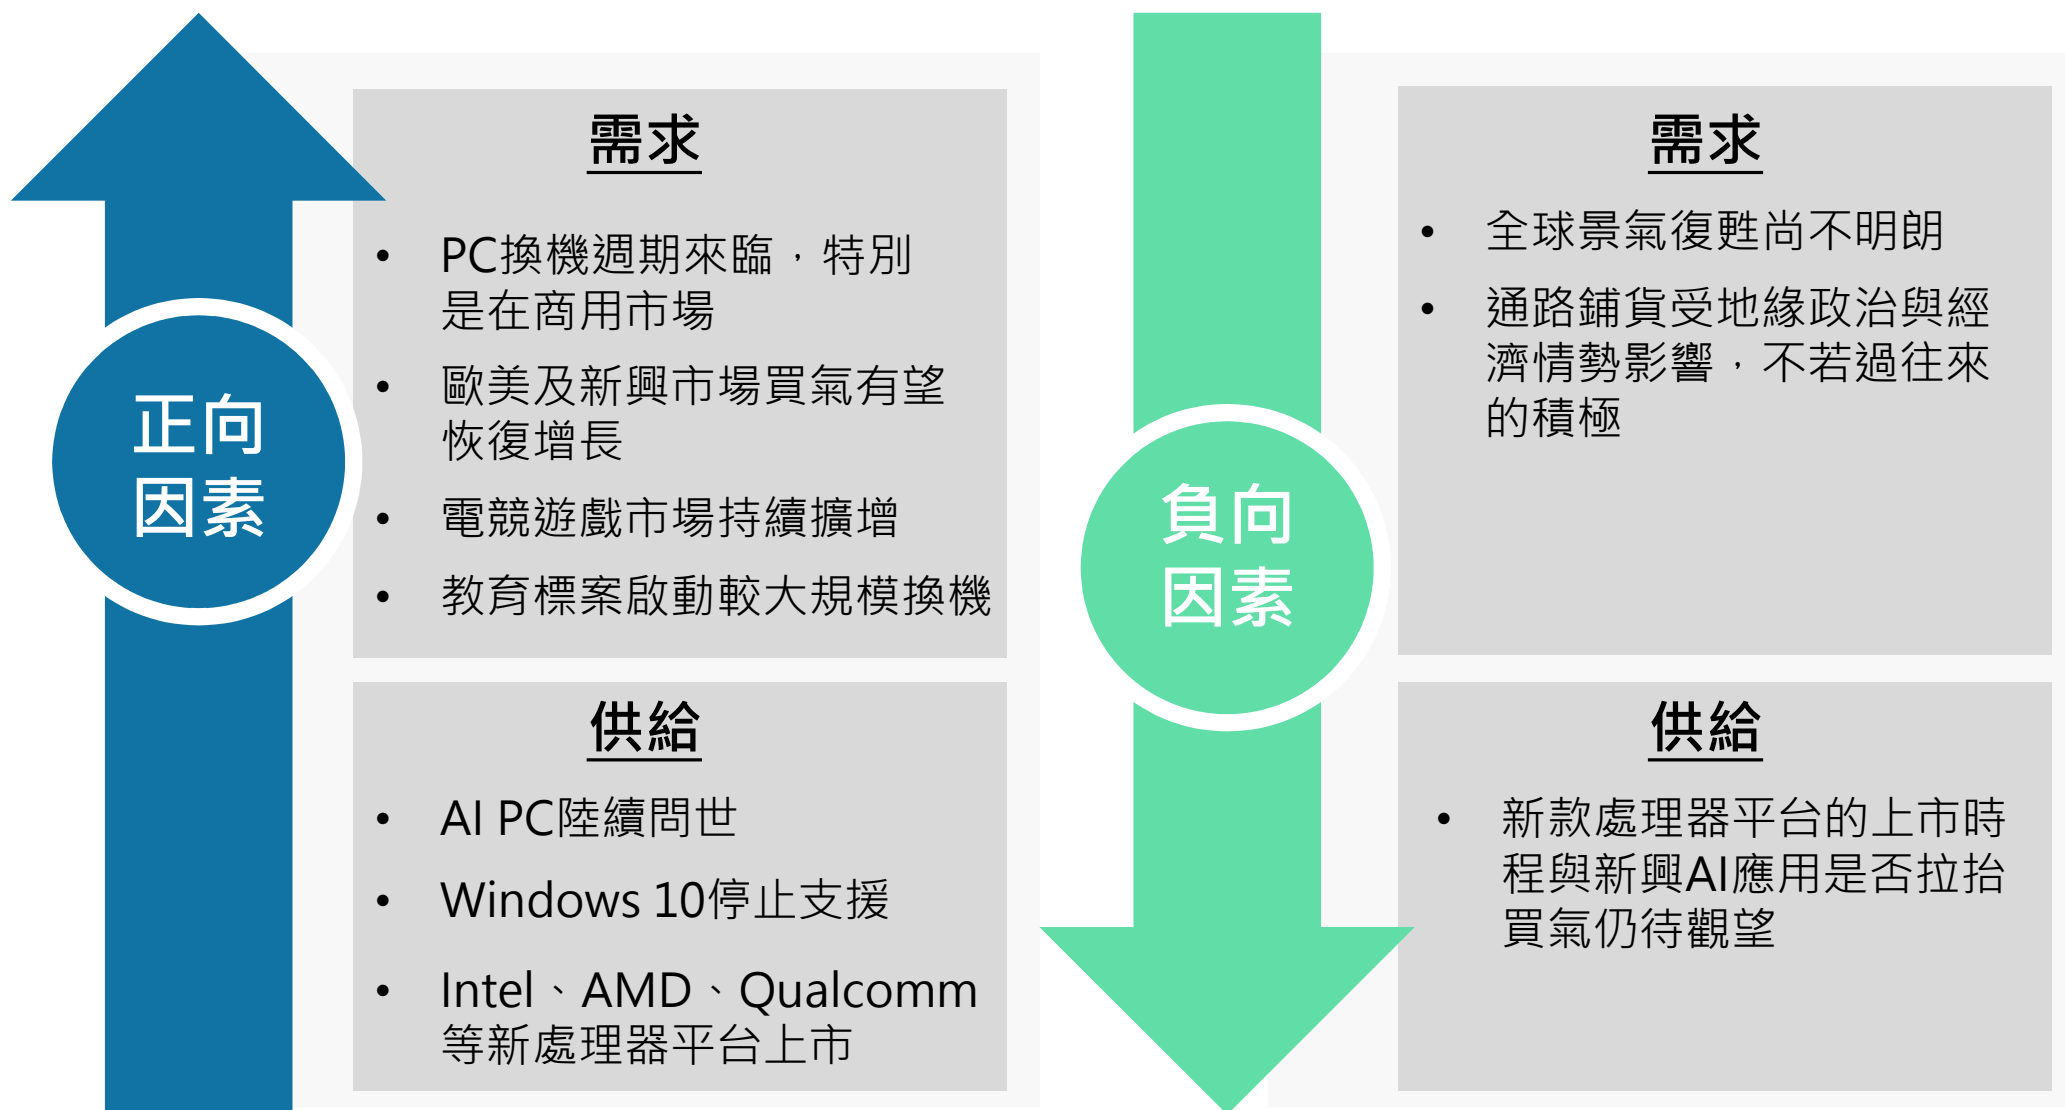 正向
因素
需求
• PC換機週期來臨，特別
是在商用市場
• 歐美及新興市場買氣有望
恢復增長
• 電競遊戲市場持續擴增
• 教育標案啟動較大規模換機
供給
• AI PC陸續問世
• Windows 10停止支援
• Intel、AMD、Qualcomm
等新處理器平台上市
負向
因素
需求
• 全球景氣復甦尚不明朗
• 通路鋪貨受地緣政治與經
濟情勢影響，不若過往來
的積極
供給
• 新款處理器平台的上市時
程與新興AI應用是否拉抬
買氣仍待觀望